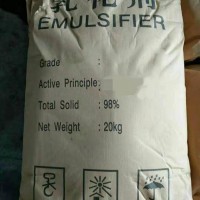 乳化剂
EMULSIFIER
Grade :
Active Principle:
Total Solid : 98%
Net Weight : 20kg